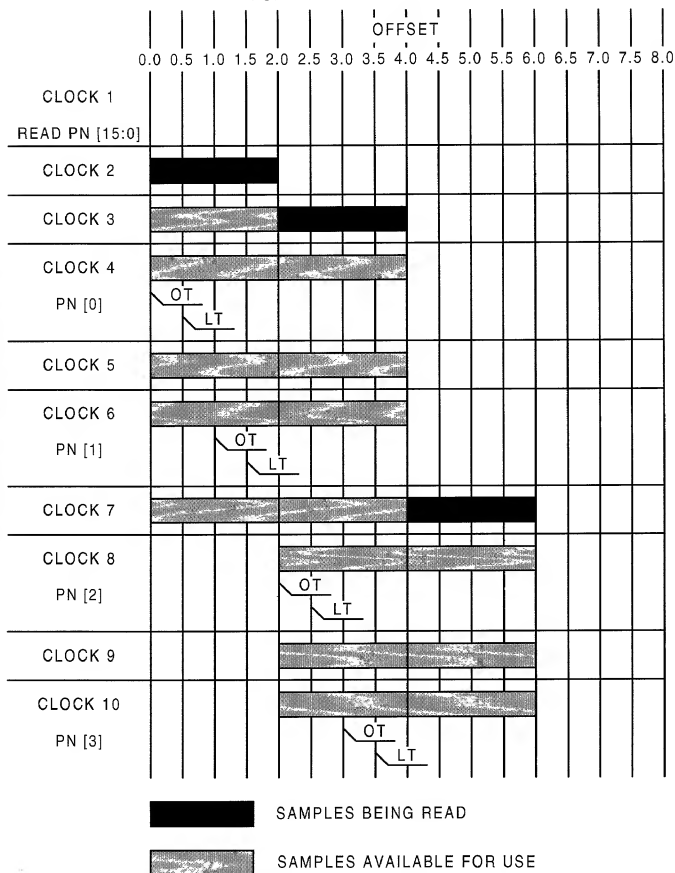 OFFSET
0.0 0.5 1.0 1.5 2.0 2.5 3.0 3.5 4.0 4.5 5.0 5.5 6.0 6.5 7.0 7.5 8.0
CLOCK 1
READ PN [15:0]
CLOCK 2
CLOCK 3
CLOCK 4
PN [0]
OT
LT
CLOCK 5
CLOCK 6
PN [1]
OT
LT
CLOCK 7
CLOCK 8
PN [2]
OT
LT
CLOCK 9
CLOCK 10
PN [3]
OT
LT
SAMPLES BEING READ
SAMPLES AVAILABLE FOR USE